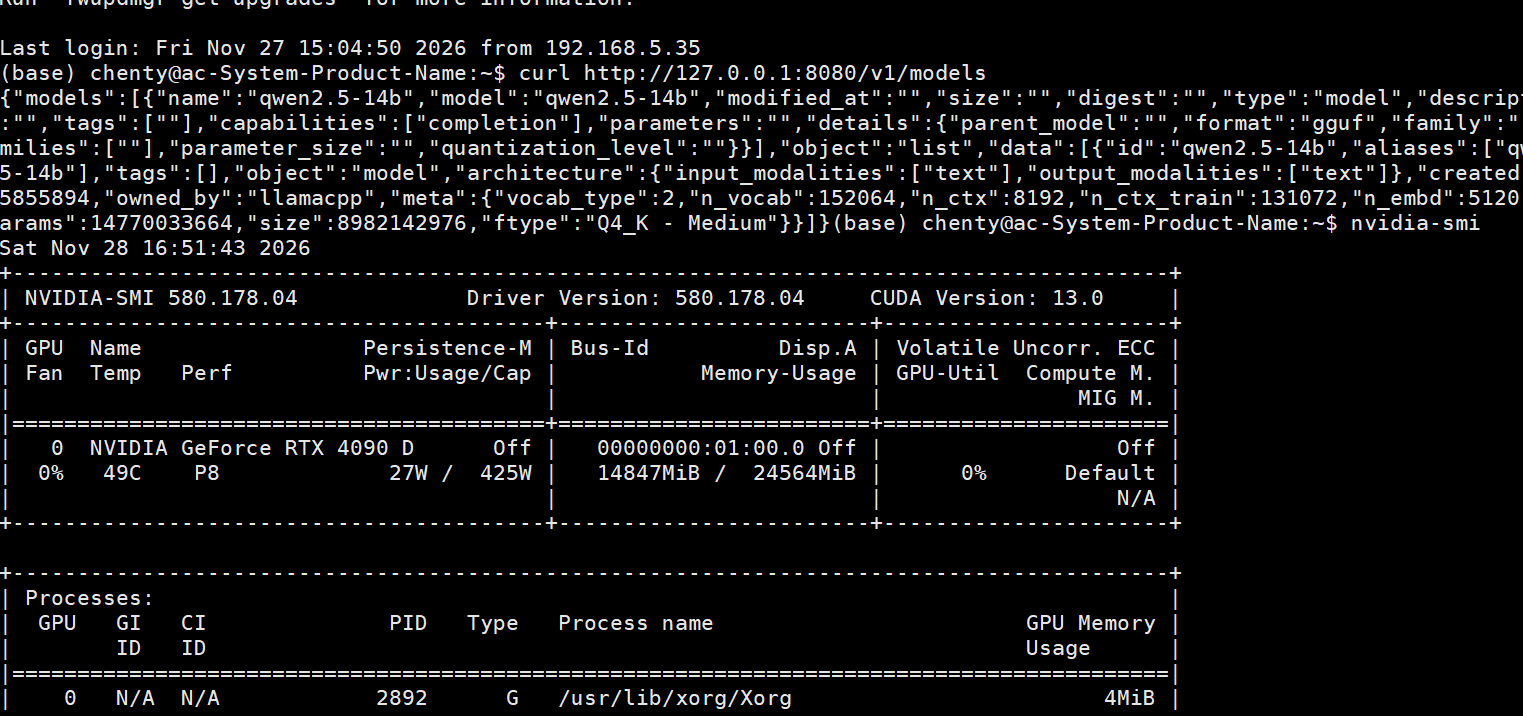 Run 'fwupdmgr get-upgrades' for more information.
Last login: Fri Nov 27 15:04:50 2026 from 192.168.5.35
(base) chenty@ac-System-Product-Name:~$ curl http://127.0.0.1:8080/v1/models
{"models":[{"name":"qwen2.5-14b","model":"qwen2.5-14b","modified_at":"","size":"","digest":"","type":"model","descript
:"","tags":[""],"capabilities":["completion"],"parameters":"","details":{"parent_model":"","format":"gguf","family":"
milies":[""],"parameter_size":"","quantization_level":""}}],"object":"list","data":[{"id":"qwen2.5-14b","aliases":["qw
5-14b"],"tags":[],"object":"model","architecture":{"input_modalities":["text"],"output_modalities":["text"]},"created
5855894,"owned_by":"llamacpp","meta":{"vocab_type":2,"n_vocab":152064,"n_ctx":8192,"n_ctx_train":131072,"n_embd":5120
arams":14770033664,"size":8982142976,"ftype":"Q4_K - Medium"}}]}(base) chenty@ac-System-Product-Name:~$ nvidia-smi
Sat Nov 28 16:51:43 2026
+-----------------------------------------------------------------------------------------+
| NVIDIA-SMI 580.178.04             Driver Version: 580.178.04     CUDA Version: 13.0     |
+-----------------------------------------+------------------------+----------------------+
| GPU  Name                 Persistence-M | Bus-Id          Disp.A | Volatile Uncorr. ECC |
| Fan  Temp   Perf          Pwr:Usage/Cap |           Memory-Usage | GPU-Util  Compute M. |
|                                         |                        |               MIG M. |
|=========================================+========================+======================|
|   0  NVIDIA GeForce RTX 4090 D      Off |   00000000:01:00.0 Off |                  Off |
|  0%   49C    P8             27W /  425W |   14847MiB /  24564MiB |      0%      Default |
|                                         |                        |                  N/A |
+-----------------------------------------+------------------------+----------------------+
+-----------------------------------------------------------------------------------------+
| Processes:                                                                              |
|  GPU   GI   CI              PID   Type   Process name                        GPU Memory |
|        ID   ID                                                               Usage      |
|=========================================================================================|
|    0   N/A  N/A            2892      G   /usr/lib/xorg/Xorg                        4MiB |